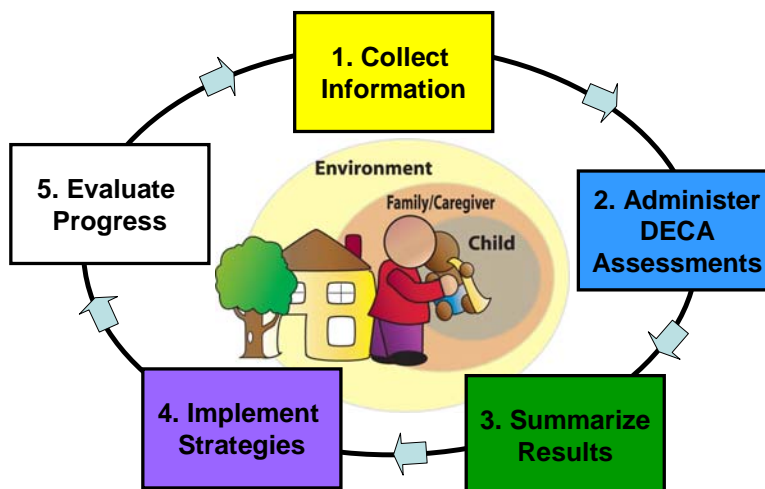 1. Collect
Information
2. Administer
DECA
Assessments
3. Summarize
Results
4. Implement
Strategies
5. Evaluate
Progress
Environment
Family/Caregiver
Child